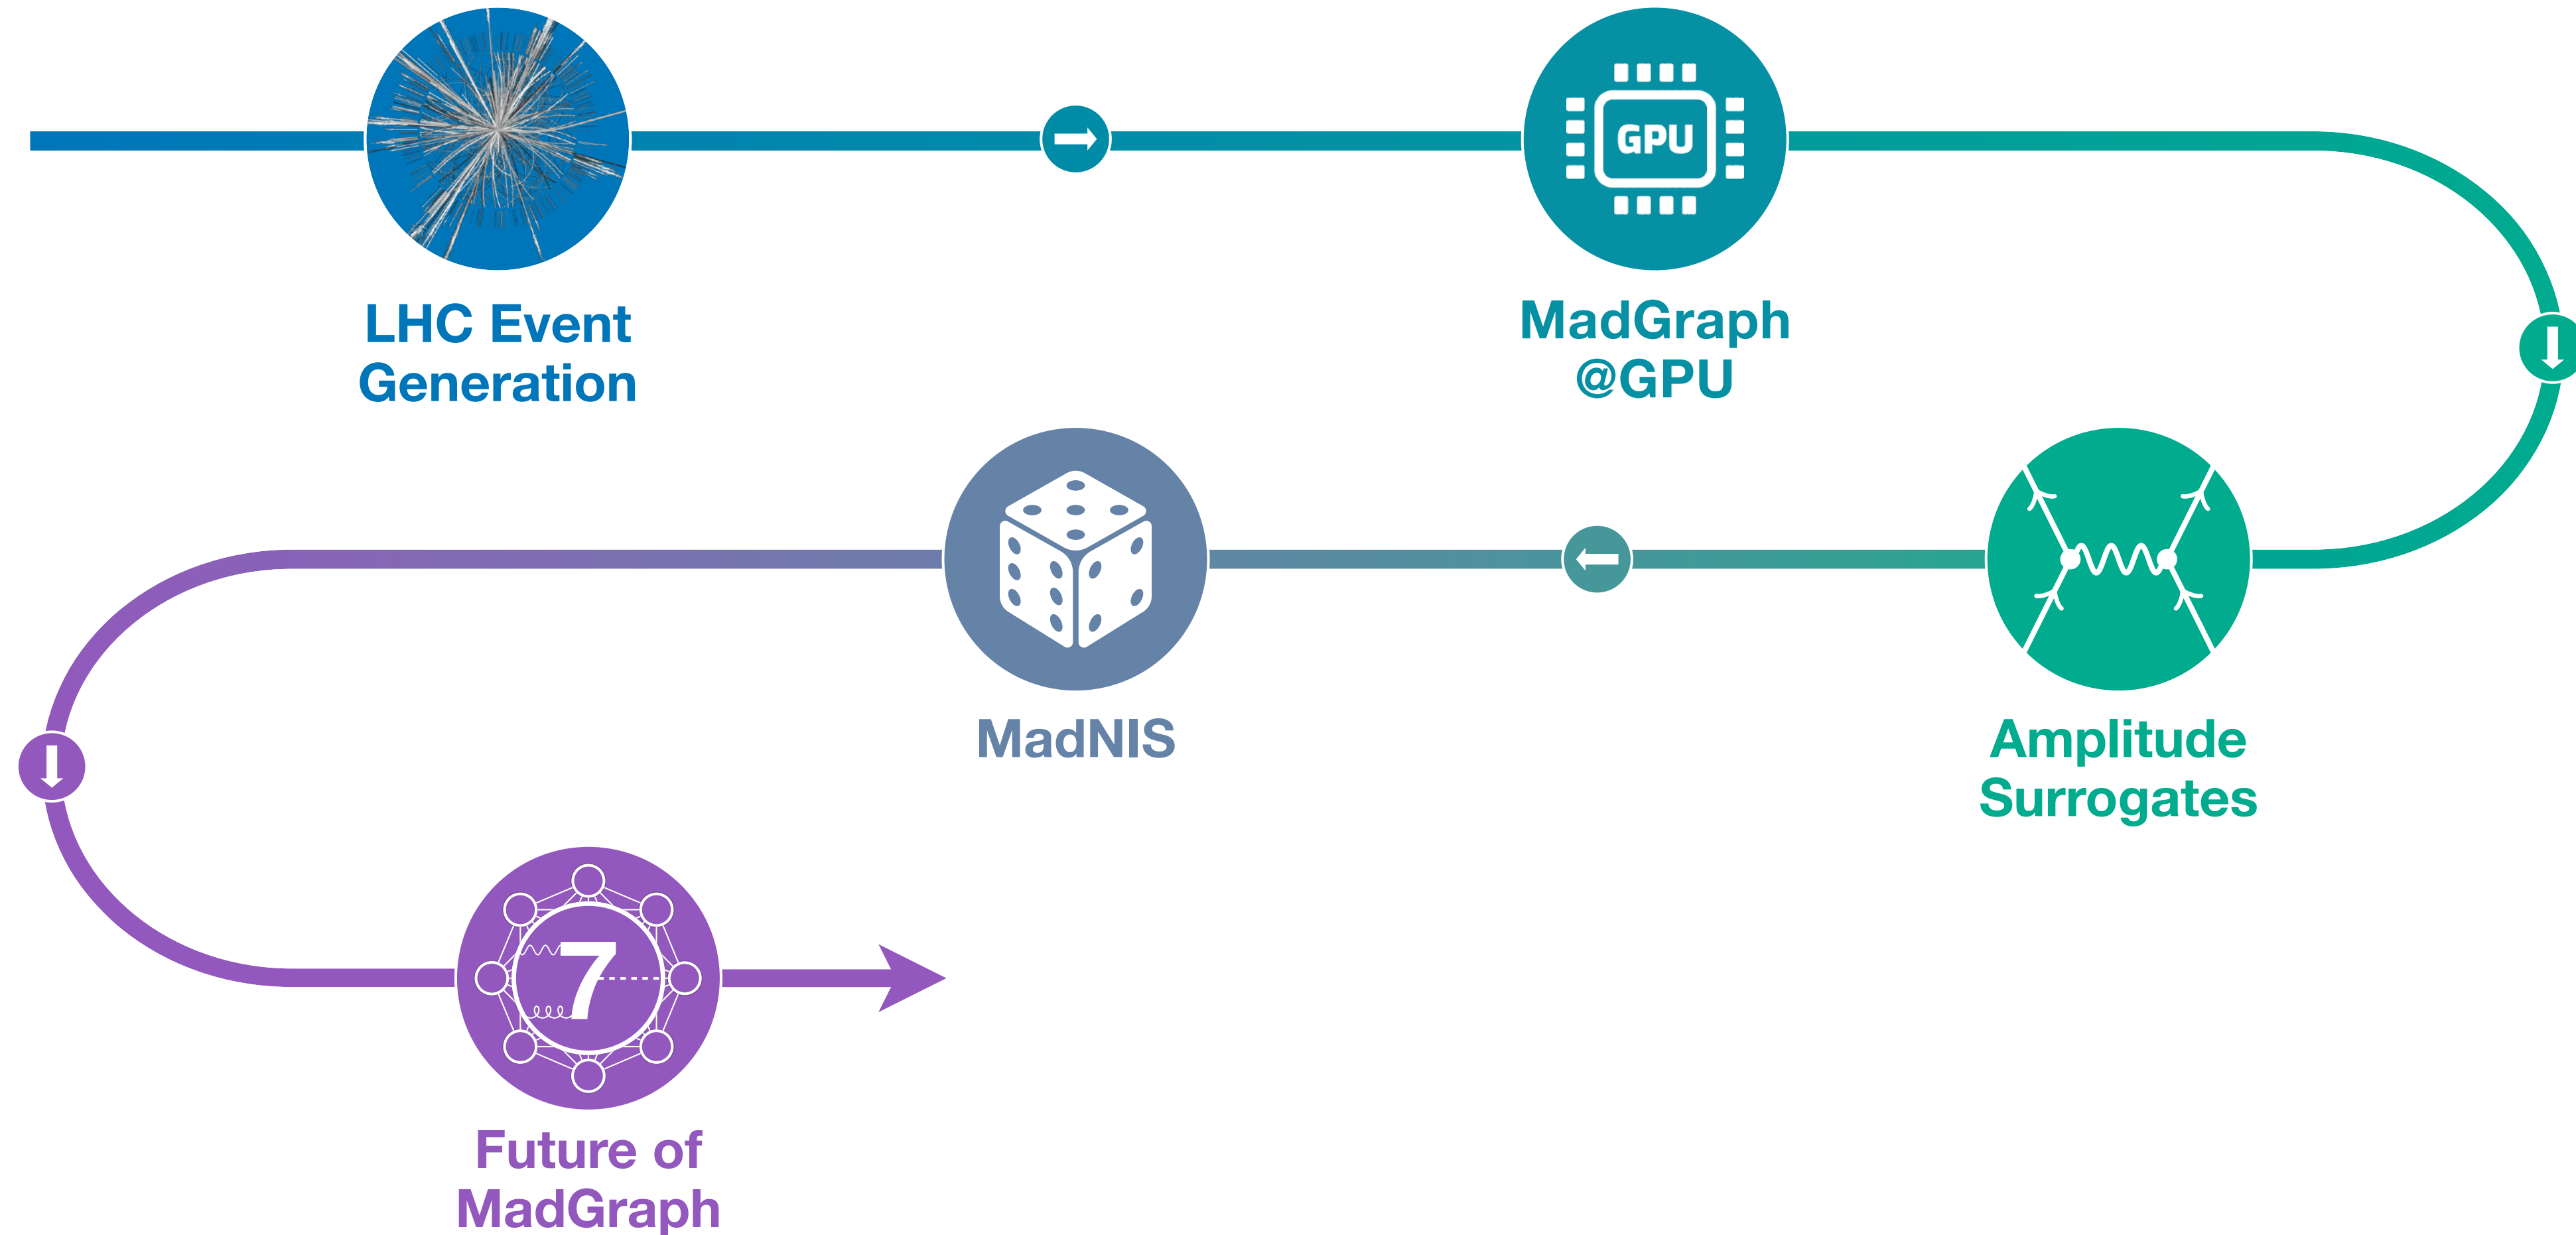 GPU
LHC Event
Generation
MadGraph
@GPU
MadNIS
Amplitude
Surrogates
7
Future of
MadGraph